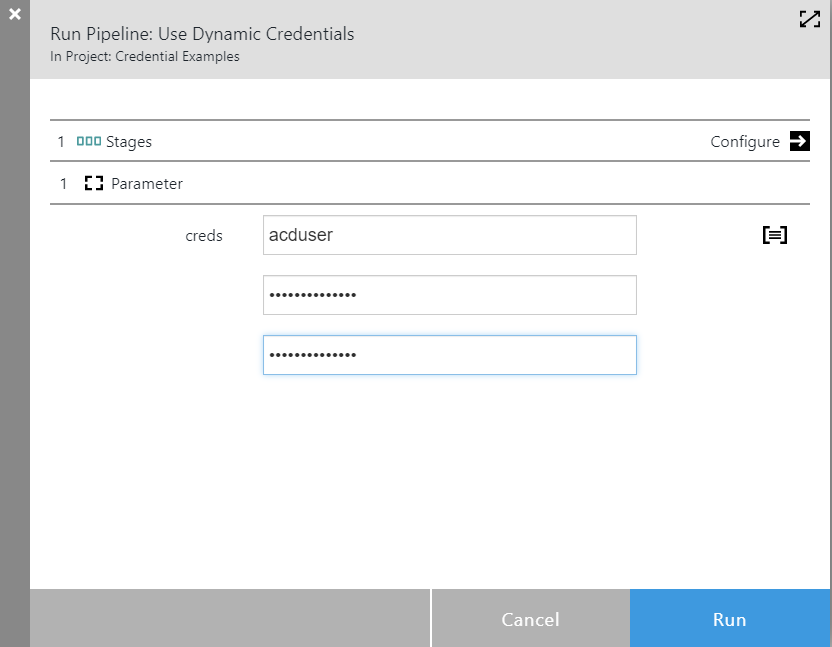 Run Pipeline: Use Dynamic Credentials
In Project: Credential Examples
1 Stages Configure
1 Parameter
creds acduser
••••••••••••••
••••••••••••••
Cancel Run